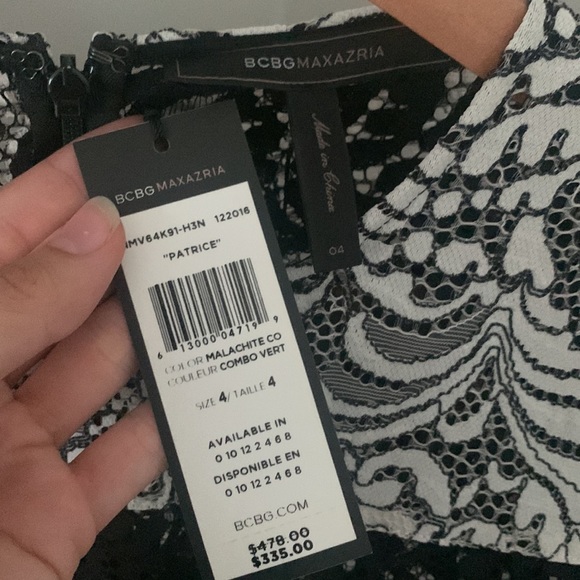 BCBGMAXAZRIA
Made in China
04
BCBGMAXAZRIA
MV64K91-H3N 122016
"PATRICE"
6 13000 04719 9
COLOR MALACHITE CO
COULEUR COMBO VERT
SIZE 4/TAILLE 4
AVAILABLE IN
0 10 12 2 4 6 8
DISPONIBLE EN
0 10 12 2 4 6 8
BCBG.COM
$478.00
$335.00